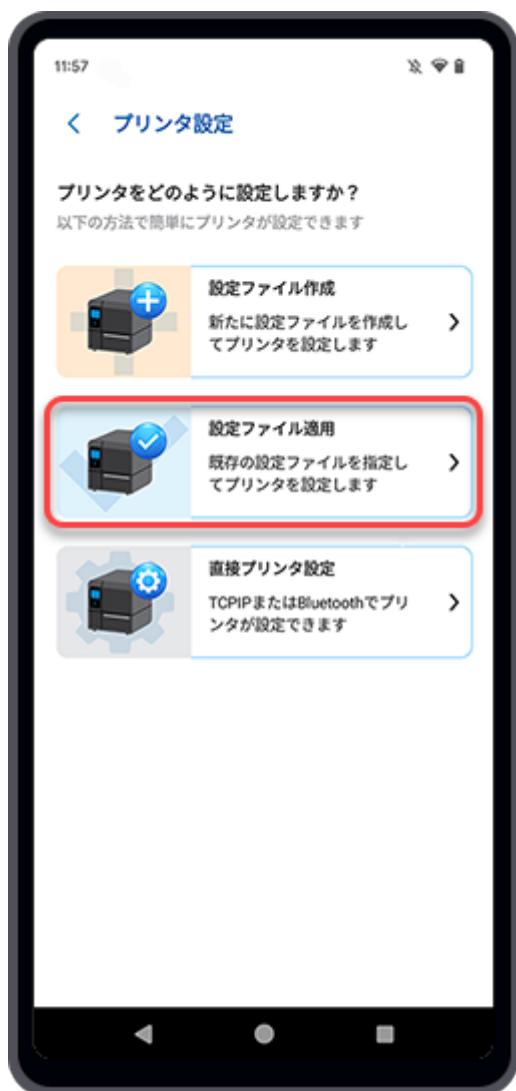 11:57
プリンタ設定
プリンタをどのように設定しますか？
以下の方法で簡単にプリンタが設定できます
設定ファイル作成
新たに設定ファイルを作成し
てプリンタを設定します
設定ファイル適用
既存の設定ファイルを指定し
てプリンタを設定します
直接プリンタ設定
TCPIPまたはBluetoothでプリ
ンタが設定できます